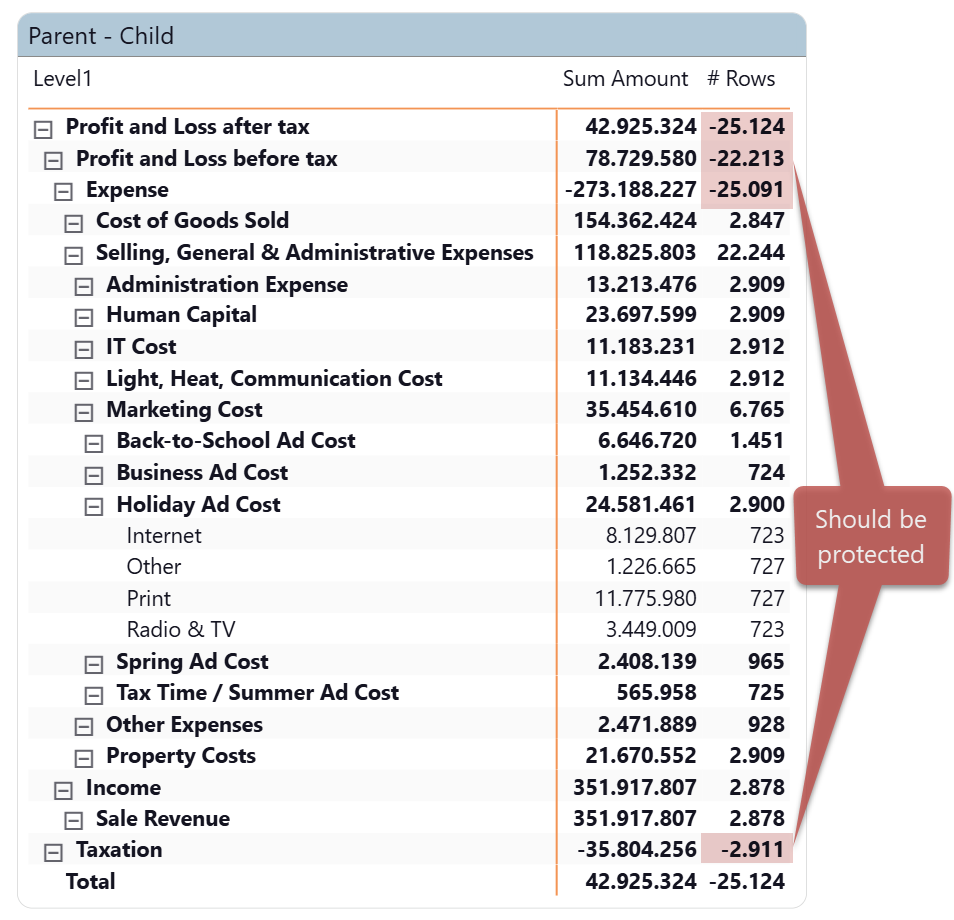 Parent - Child
Level1 Sum Amount # Rows
Profit and Loss after tax 42.925.324 -25.124
Profit and Loss before tax 78.729.580 -22.213
Expense -273.188.227 -25.091
Cost of Goods Sold 154.362.424 2.847
Selling, General & Administrative Expenses 118.825.803 22.244
Administration Expense 13.213.476 2.909
Human Capital 23.697.599 2.909
IT Cost 11.183.231 2.912
Light, Heat, Communication Cost 11.134.446 2.912
Marketing Cost 35.454.610 6.765
Back-to-School Ad Cost 6.646.720 1.451
Business Ad Cost 1.252.332 724
Holiday Ad Cost 24.581.461 2.900
Internet 8.129.807 723
Other 1.226.665 727
Print 11.775.980 727
Radio & TV 3.449.009 723
Spring Ad Cost 2.408.139 965
Tax Time / Summer Ad Cost 565.958 725
Other Expenses 2.471.889 928
Property Costs 21.670.552 2.909
Income 351.917.807 2.878
Sale Revenue 351.917.807 2.878
Taxation -35.804.256 -2.911
Total 42.925.324 -25.124
Should be
protected